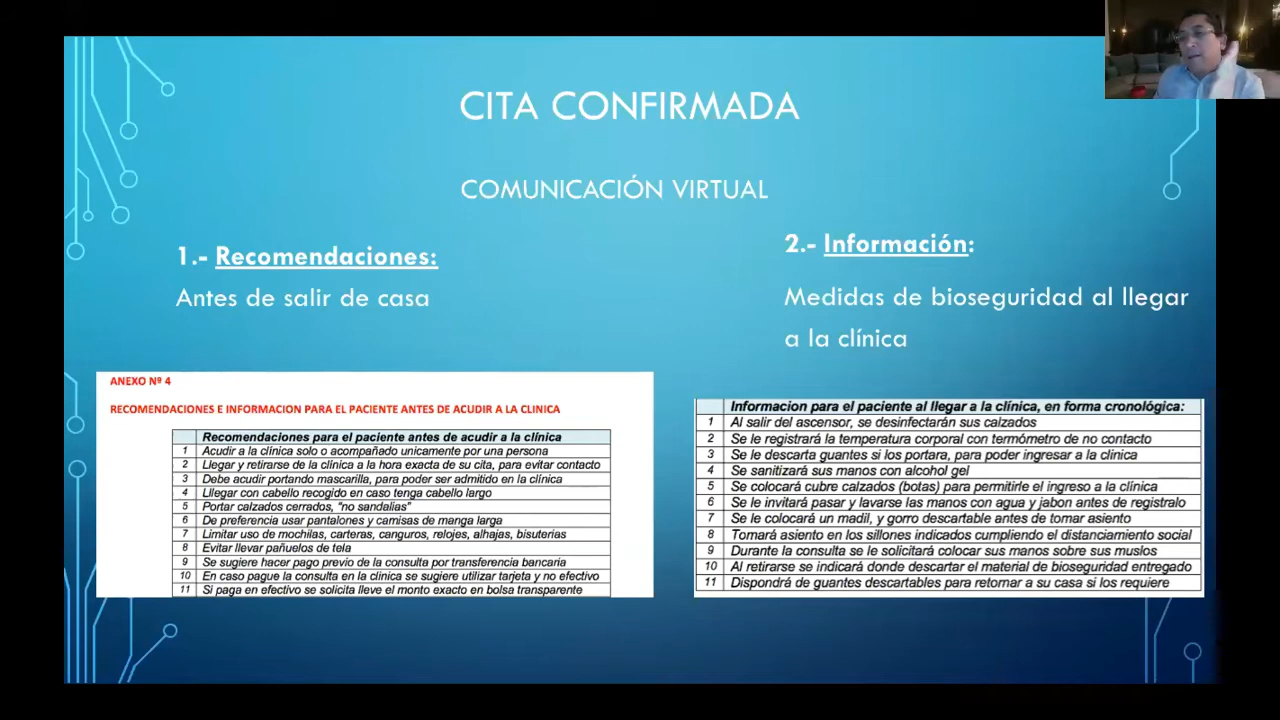 CITA CONFIRMADA
COMUNICACIÓN VIRTUAL
1.- Recomendaciones:
Antes de salir de casa
ANEXO Nº 4
RECOMENDACIONES E INFORMACION PARA EL PACIENTE ANTES DE ACUDIR A LA CLINICA
Recomendaciones para el paciente antes de acudir a la clínica
1 Acudir a la clínica solo o acompañado unicamente por una persona
2 Llegar y retirarse de la clínica a la hora exacta de su cita, para evitar contacto
3 Debe acudir portando mascarilla, para poder ser admitido en la clínica
4 Lllegar con cabello recogido en caso tenga cabello largo
5 Portar calzados cerrados, "no sandalias"
6 De preferencia usar pantalones y camisas de manga larga
7 Limitar uso de mochilas, carteras, canguros, relojes, alhajas, bisuterias
8 Evitar llevar pañuelos de tela
9 Se sugiere hacer pago previo de la consulta por transferencia bancaria
10 En caso pague la consulta en la clinica se sugiere utilizar tarjeta y no efectivo
11 Si paga en efectivo se solicita lleve el monto exacto en bolsa transparente
2.- Información:
Medidas de bioseguridad al llegar
a la clínica
Informacion para el paciente al llegar a la clínica, en forma cronológica:
1 Al salir del ascensor, se desinfectarán sus calzados
2 Se le registrará la temperatura corporal con termómetro de no contacto
3 Se le descarta guantes si los portara, para poder ingresar a la clinica
4 Se sanitizará sus manos con alcohol gel
5 Se colocará cubre calzados (botas) para permitirle el ingreso a la clínica
6 Se le invitará pasar y lavarse las manos con agua y jabon antes de registralo
7 Se le colocará un madil, y gorro descartable antes de tomar asiento
8 Tomará asiento en los sillones indicados cumpliendo el distanciamiento social
9 Durante la consulta se le solicitará colocar sus manos sobre sus muslos
10 Al retirarse se indicará donde descartar el material de bioseguridad entregado
11 Dispondrá de guantes descartables para retornar a su casa si los requiere